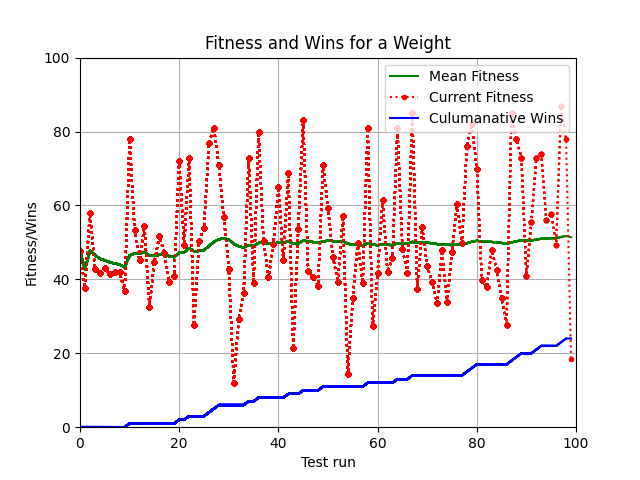 Fitness and Wins for a Weight
100
80
60
40
20
0
Fitness/Wins
Mean Fitness
Current Fitness
Culumanative Wins
0 20 40 60 80 100
Test run